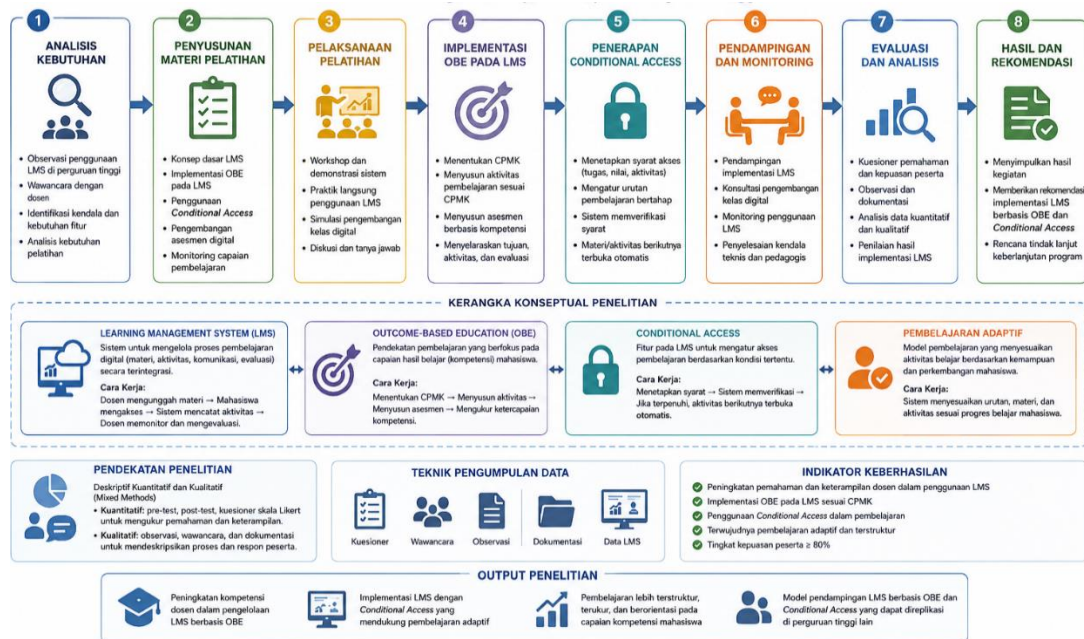 1
ANALISIS
KEBUTUHAN
• Observasi penggunaan
LMS di perguruan tinggi
• Wawancara dengan
dosen
• Identifikasi kendala dan
kebutuhan fitur
• Analisis kebutuhan
pelatihan
2
PENYUSUNAN
MATERI PELATIHAN
• Konsep dasar LMS
• Implementasi OBE
pada LMS
• Penggunaan
Conditional Access
• Pengembangan
asesmen digital
• Monitoring capaian
pembelajaran
3
PELAKSANAAN
PELATIHAN
• Workshop dan
demonstrasi sistem
• Praktik langsung
penggunaan LMS
• Simulasi pengembangan
kelas digital
• Diskusi dan tanya jawab
4
IMPLEMENTASI
OBE PADA LMS
• Menentukan CPMK
• Menyusun aktivitas
pembelajaran sesuai
CPMK
• Menyusun asesmen
berbasis kompetensi
• Menyelaraskan tujuan,
aktivitas, dan evaluasi
5
PENERAPAN
CONDITIONAL ACCESS
• Menetapkan syarat akses
(tugas, nilai, aktivitas)
• Mengatur urutan
pembelajaran bertahap
• Sistem memverifikasi
syarat
• Materi/aktivitas berikutnya
terbuka otomatis
6
PENDAMPINGAN
DAN MONITORING
• Pendampingan
implementasi LMS
• Konsultasi pengembangan
kelas digital
• Monitoring penggunaan
LMS
• Penyelesaian kendala
teknis dan pedagogis
7
EVALUASI
DAN ANALISIS
• Kuesioner pemahaman
dan kepuasan peserta
• Observasi dan
dokumentasi
• Analisis data kuantitatif
dan kualitatif
• Penilaian hasil
implementasi LMS
8
HASIL DAN
REKOMENDASI
• Menyimpulkan hasil
kegiatan
• Memberikan rekomendasi
implementasi LMS
berbasis OBE dan
Conditional Access
• Rencana tindak lanjut
keberlanjutan program
KERANGKA KONSEPTUAL PENELITIAN
LEARNING MANAGEMENT SYSTEM (LMS)
Sistem untuk mengelola proses pembelajaran
digital (materi, aktivitas, komunikasi, evaluasi)
secara terintegrasi.
Cara Kerja:
Dosen mengunggah materi → Mahasiswa
mengakses → Sistem mencatat aktivitas →
Dosen memonitor dan mengevaluasi.
OUTCOME-BASED EDUCATION (OBE)
Pendekatan pembelajaran yang berfokus pada
capaian hasil belajar (kompetensi) mahasiswa.
Cara Kerja:
Menentukan CPMK → Menyusun aktivitas →
Menyusun asesmen → Mengukur ketercapaian
kompetensi.
CONDITIONAL ACCESS
Fitur pada LMS untuk mengatur akses
pembelajaran berdasarkan kondisi tertentu.
Cara Kerja:
Menetapkan syarat → Sistem memverifikasi →
Jika terpenuhi, aktivitas berikutnya terbuka
otomatis.
PEMBELAJARAN ADAPTIF
Model pembelajaran yang menyesuaikan
aktivitas belajar berdasarkan kemampuan
dan perkembangan mahasiswa.
Cara Kerja:
Sistem menyesuaikan urutan, materi, dan
aktivitas sesuai progres belajar mahasiswa.
PENDEKATAN PENELITIAN
Deskriptif Kuantitatif dan Kualitatif
(Mixed Methods)
• Kuantitatif: pre-test, post-test, kuesioner skala Likert
untuk mengukur pemahaman dan keterampilan.
• Kualitatif: observasi, wawancara, dan dokumentasi
untuk mendeskripsikan proses dan respon peserta.
TEKNIK PENGUMPULAN DATA
Kuesioner
Wawancara
Observasi
Dokumentasi
Data LMS
INDIKATOR KEBERHASILAN
Peningkatan pemahaman dan keterampilan dosen dalam penggunaan LMS
Implementasi OBE pada LMS sesuai CPMK
Penggunaan Conditional Access dalam pembelajaran
Terwujudnya pembelajaran adaptif dan terstruktur
Tingkat kepuasan peserta ≥ 80%
OUTPUT PENELITIAN
Peningkatan kompetensi
dosen dalam pengelolaan
LMS berbasis OBE
Implementasi LMS dengan
Conditional Access yang
mendukung pembelajaran adaptif
Pembelajaran lebih terstruktur,
terukur, dan berorientasi pada
capaian kompetensi mahasiswa
Model pendampingan LMS berbasis OBE dan
Conditional Access yang dapat direplikasi
di perguruan tinggi lain